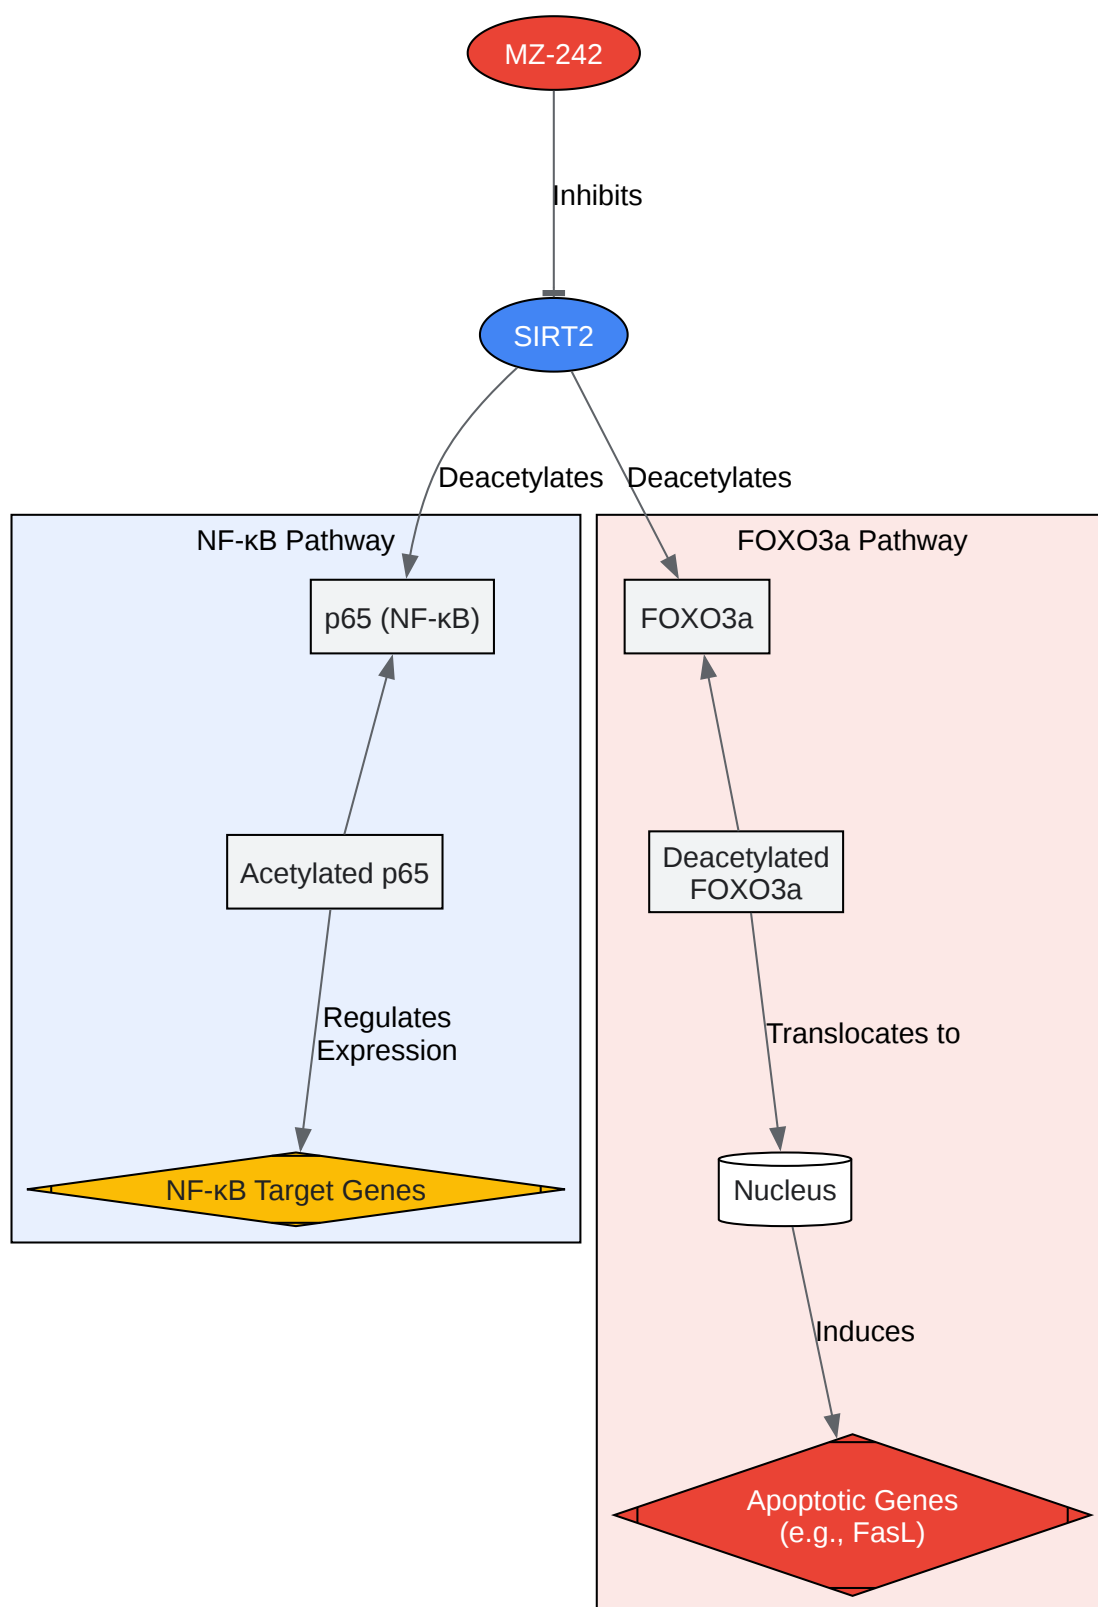 MZ-242
Inhibits
SIRT2
Deacetylates
Deacetylates
NF-κB Pathway
FOXO3a Pathway
p65 (NF-κB)
FOXO3a
Acetylated p65
Deacetylated
FOXO3a
Regulates
Expression
Translocates to
NF-κB Target Genes
Nucleus
Induces
Apoptotic Genes
(e.g., FasL)